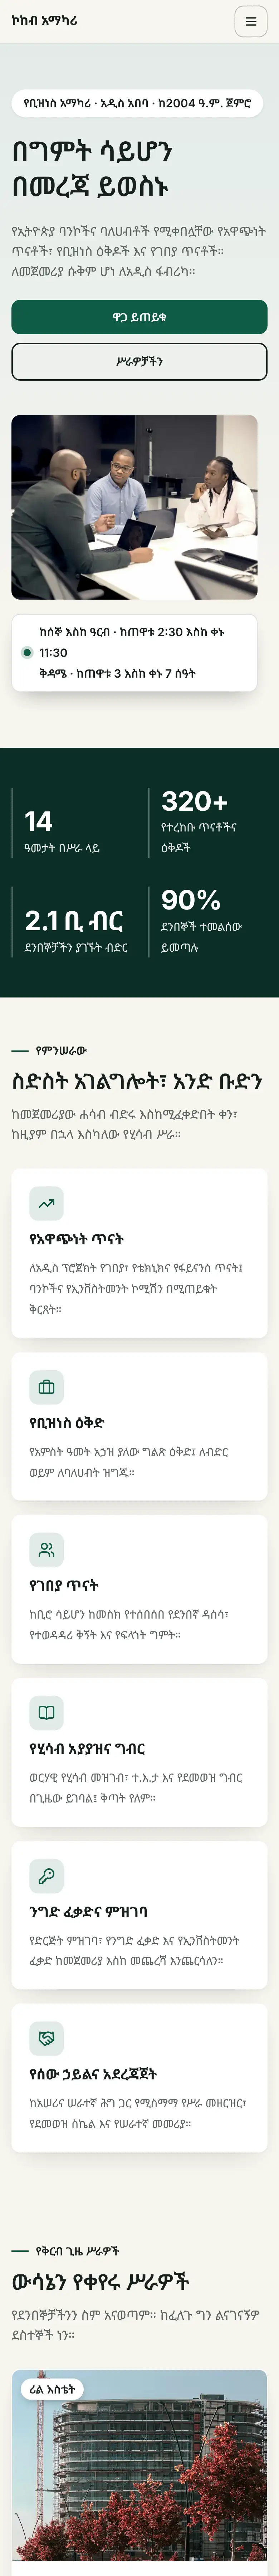 ኮከብ አማካሪ
የቢዝነስ አማካሪ · አዲስ አበባ · ከ2004 ዓ.ም. ጀምሮ
በግምት ሳይሆን
በመረጃ ይወስኑ
የኢትዮጵያ ባንኮችና ባለሀብቶች የሚቀበሏቸው የአዋጭነት
ጥናቶች፣ የቢዝነስ ዕቅዶች እና የገበያ ጥናቶች።
ለመጀመሪያ ሱቅም ሆነ ለአዲስ ፋብሪካ።
ዋጋ ይጠይቁ
ሥራዎቻችን
ከሰኞ እስከ ዓርብ · ከጠዋቱ 2:30 እስከ ቀኑ
11:30
ቅዳሜ · ከጠዋቱ 3 እስከ ቀኑ 7 ሰዓት
14
ዓመታት በሥራ ላይ
320+
የተረከቡ ጥናቶችና
ዕቅዶች
2.1 ቢ ብር
ደንበኞቻችን ያገኙት ብድር
90%
ደንበኞች ተመልሰው
ይመጣሉ
የምንሠራው
ስድስት አገልግሎት፣ አንድ ቡድን
ከመጀመሪያው ሐሳብ ብድሩ እስከሚፈቀድበት ቀን፣
ከዚያም በኋላ እስካለው የሂሳብ ሥራ።
የአዋጭነት ጥናት
ለአዲስ ፕሮጀክት የገበያ፣ የቴክኒክና የፋይናንስ ጥናት፤
ባንኮችና የኢንቨስትመንት ኮሚሽን በሚጠይቁት
ቅርጸት።
የቢዝነስ ዕቅድ
የአምስት ዓመት አኃዝ ያለው ግልጽ ዕቅድ፤ ለብድር
ወይም ለባለሀብት ዝግጁ።
የገበያ ጥናት
ከቢሮ ሳይሆን ከመስክ የተሰበሰበ የደንበኛ ዳሰሳ፣
የተወዳዳሪ ቅኝት እና የፍላጎት ግምት።
የሂሳብ አያያዝና ግብር
ወርሃዊ የሂሳብ መዝገብ፣ ተ.እ.ታ እና የደመወዝ ግብር
በጊዜው ይገባል፤ ቅጣት የለም።
ንግድ ፈቃድና ምዝገባ
የድርጅት ምዝገባ፣ የንግድ ፈቃድ እና የኢንቨስትመንት
ፈቃድ ከመጀመሪያ እስከ መጨረሻ እንጨርሳለን።
የሰው ኃይልና አደረጃጀት
ከአሠሪና ሠራተኛ ሕግ ጋር የሚስማማ የሥራ መዘርዝር፣
የደመወዝ ስኬል እና የሠራተኛ መመሪያ።
የቅርብ ጊዜ ሥራዎች
ውሳኔን የቀየሩ ሥራዎች
የደንበኞቻችንን ስም አናወጣም። ከፈለጉ ግን ልናገናኝዎ
ደስተኞች ነን።
ሪል እስቴት